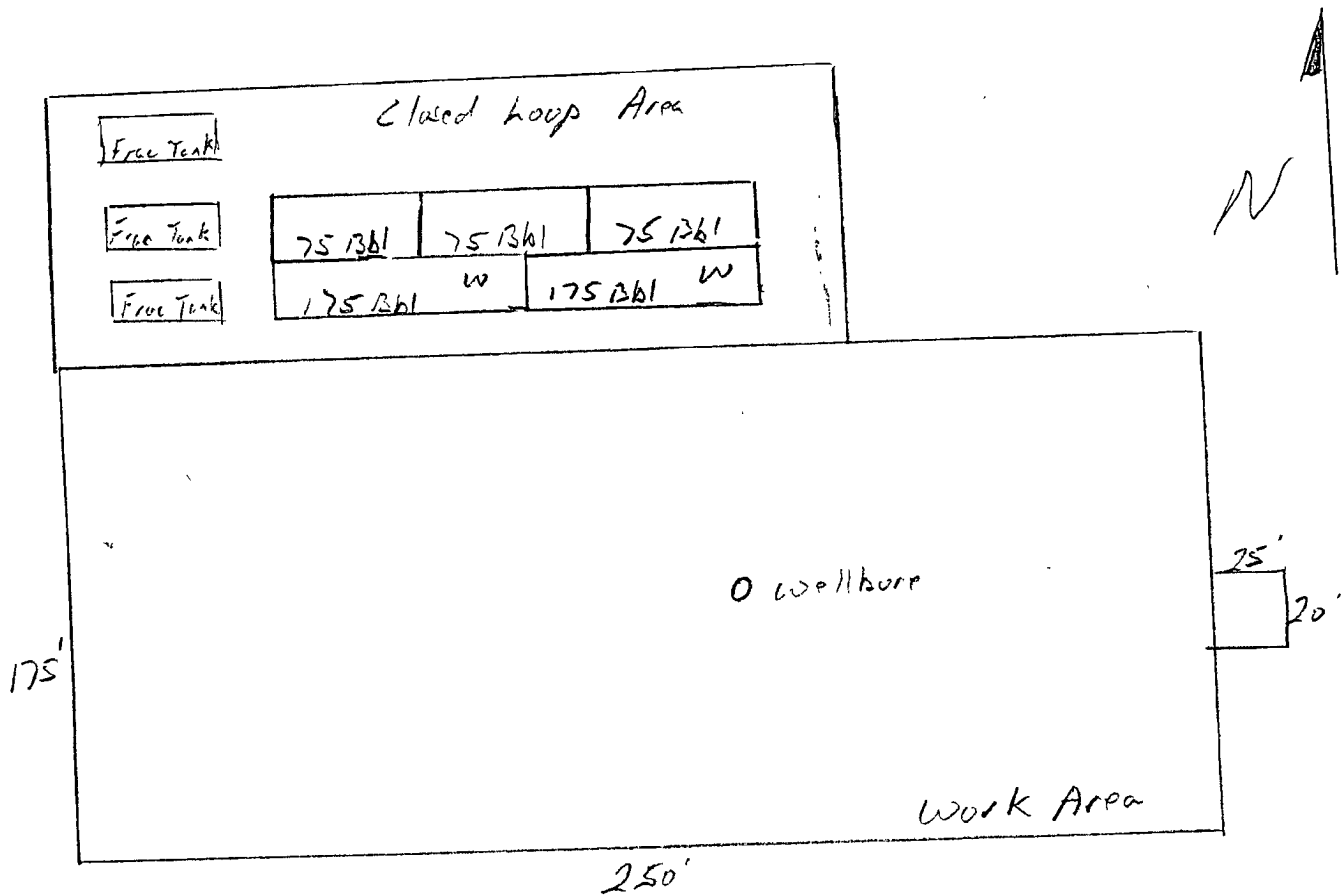 Closed Loop Area
Frac Tank
Frac Tank
75 Bbl 75 Bbl 75 Bbl
Frac Tank
175 Bbl W 175 Bbl W
N
O wellbore
25'
20'
175'
Work Area
250'